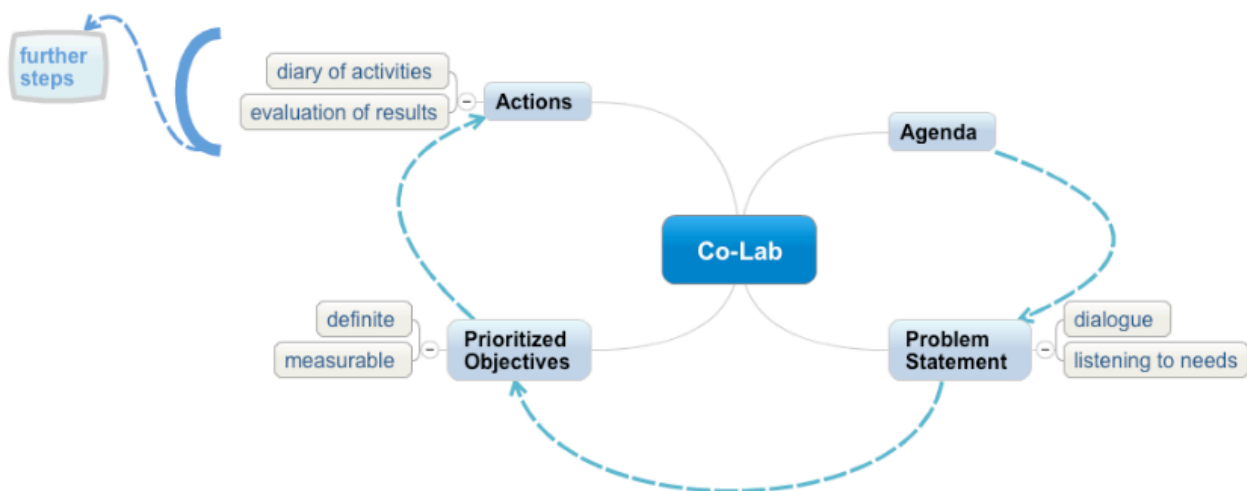 further
steps
diary of activities
evaluation of results
Actions
Agenda
Co-Lab
definite
measurable
Prioritized
Objectives
Problem
Statement
dialogue
listening to needs